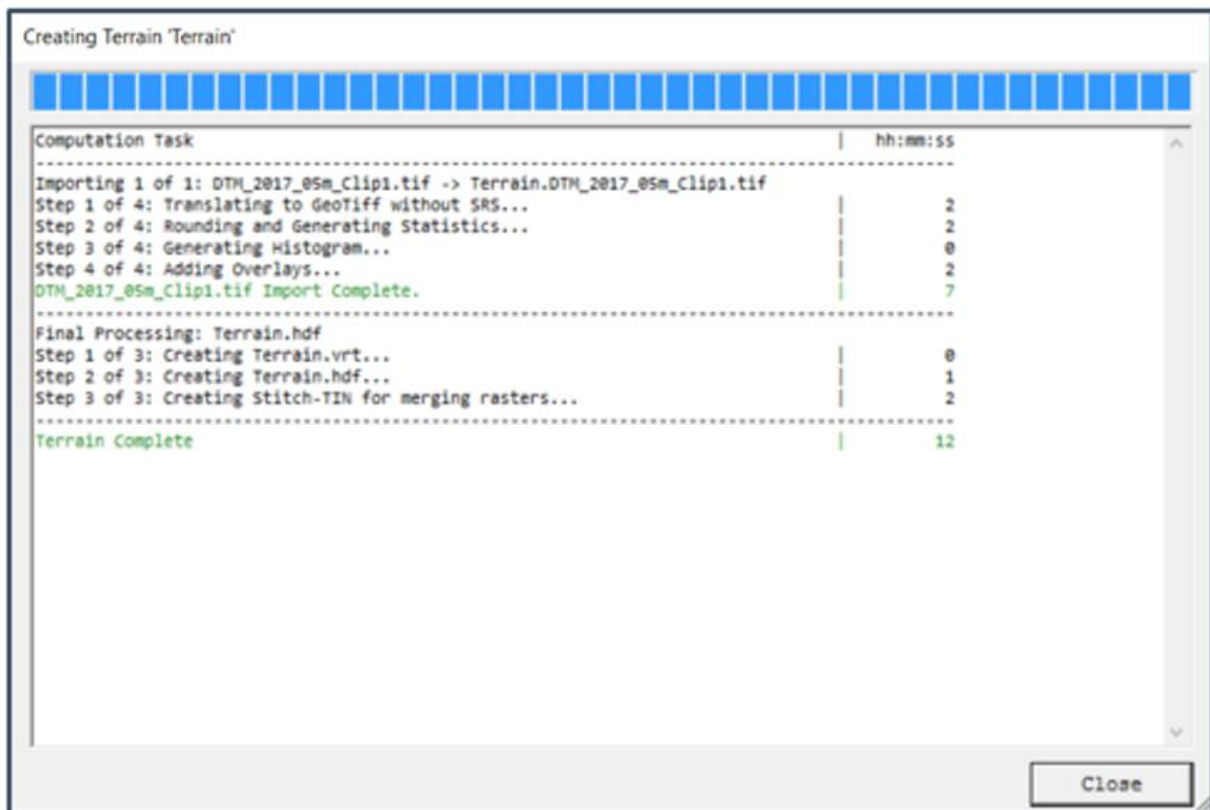 Creating Terrain 'Terrain'
Computation Task | hh:mm:ss
Importing 1 of 1: DTM_2017_05m_Clip1.tif -> Terrain.DTM_2017_05m_Clip1.tif
Step 1 of 4: Translating to GeoTiff without SRS... | 2
Step 2 of 4: Rounding and Generating Statistics... | 2
Step 3 of 4: Generating Histogram... | 0
Step 4 of 4: Adding Overlays... | 2
DTM_2017_05m_Clip1.tif Import Complete. | 7
Final Processing: Terrain.hdf
Step 1 of 3: Creating Terrain.vrt... | 0
Step 2 of 3: Creating Terrain.hdf... | 1
Step 3 of 3: Creating Stitch-TIN for merging rasters... | 2
Terrain Complete | 12
Close